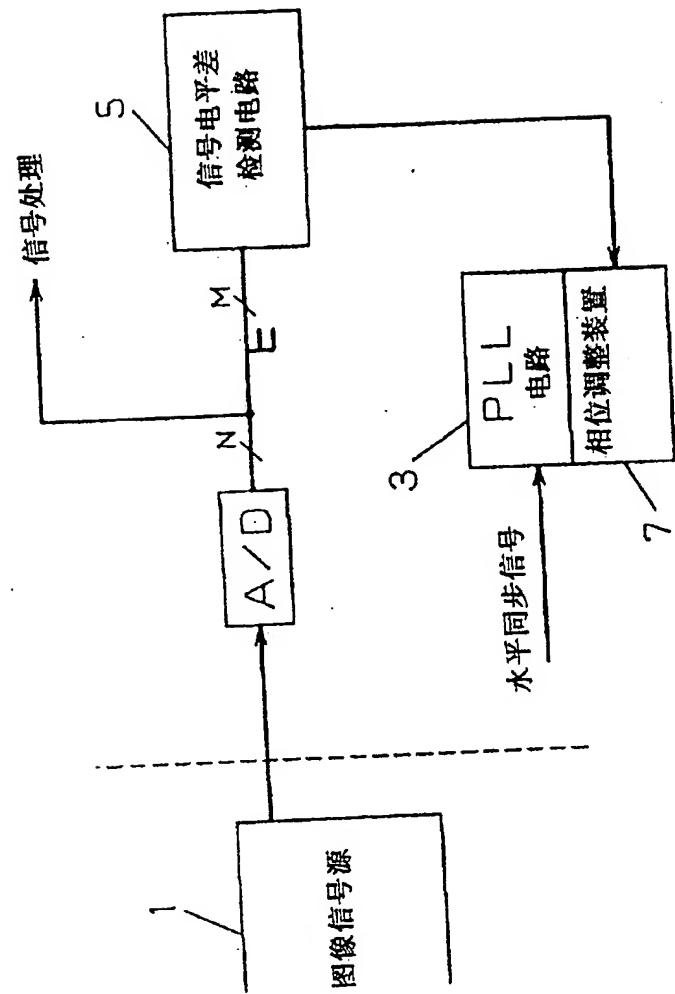 1
图像信号源
A/D
N
M
E
信号处理
5
信号电平差
检测电路
水平同步信号
3
PLL
电路
相位调整装置
7